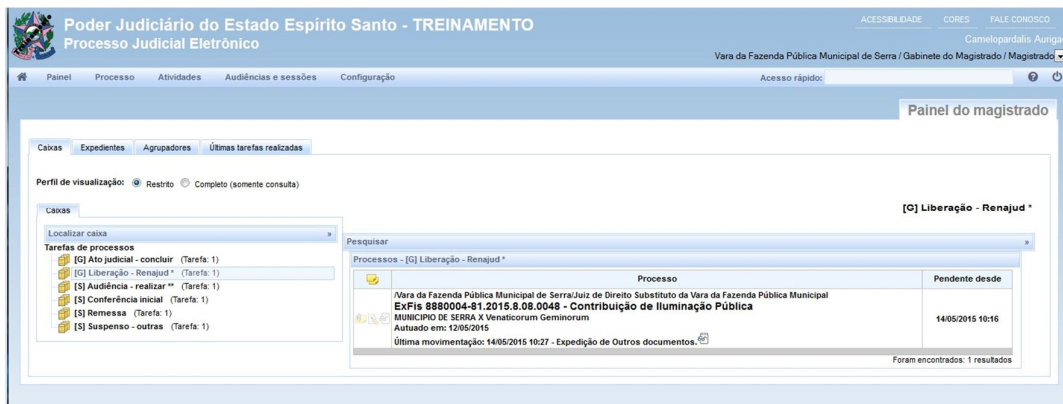 Poder Judiciário do Estado Espírito Santo - TREINAMENTO
Processo Judicial Eletrônico
ACESSIBILIDADE CORES FALE CONOSCO
Camelopardalis Auriga
Vara da Fazenda Pública Municipal de Serra / Gabinete do Magistrado / Magistrado
Painel Processo Atividades Audiências e sessões Configuração Acesso rápido:
Painel do magistrado
Caixas Expedientes Agrupadores Últimas tarefas realizadas
Perfil de visualização: Restrito Completo (somente consulta)
Caixas
[G] Liberação - Renajud *
Localizar caixa »
Tarefas de processos
[G] Ato judicial - concluir (Tarefa: 1)
[G] Liberação - Renajud * (Tarefa: 1)
[S] Audiência - realizar ** (Tarefa: 1)
[S] Conferência inicial (Tarefa: 1)
[S] Remessa (Tarefa: 1)
[S] Suspenso - outras (Tarefa: 1)
Pesquisar »
Processos - [G] Liberação - Renajud *
Processo Pendente desde
/Vara da Fazenda Pública Municipal de Serra/Juiz de Direito Substituto da Vara da Fazenda Pública Municipal
ExFis 8880004-81.2015.8.08.0048 - Contribuição de Iluminação Pública
MUNICIPIO DE SERRA X Venaticorum Geminorum
Autuado em: 12/05/2015
Última movimentação: 14/05/2015 10:27 - Expedição de Outros documentos.
14/05/2015 10:16
Foram encontrados: 1 resultados